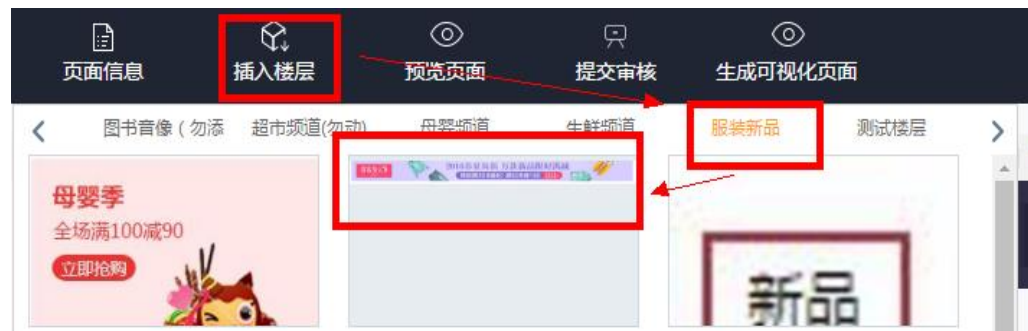 页面信息
插入楼层
预览页面
提交审核
生成可视化页面
图书音像（勿添
超市频道(勿动)
母婴频道
生鲜频道
服装新品
测试楼层
母婴季
全场满100减90
立即抢购
新品